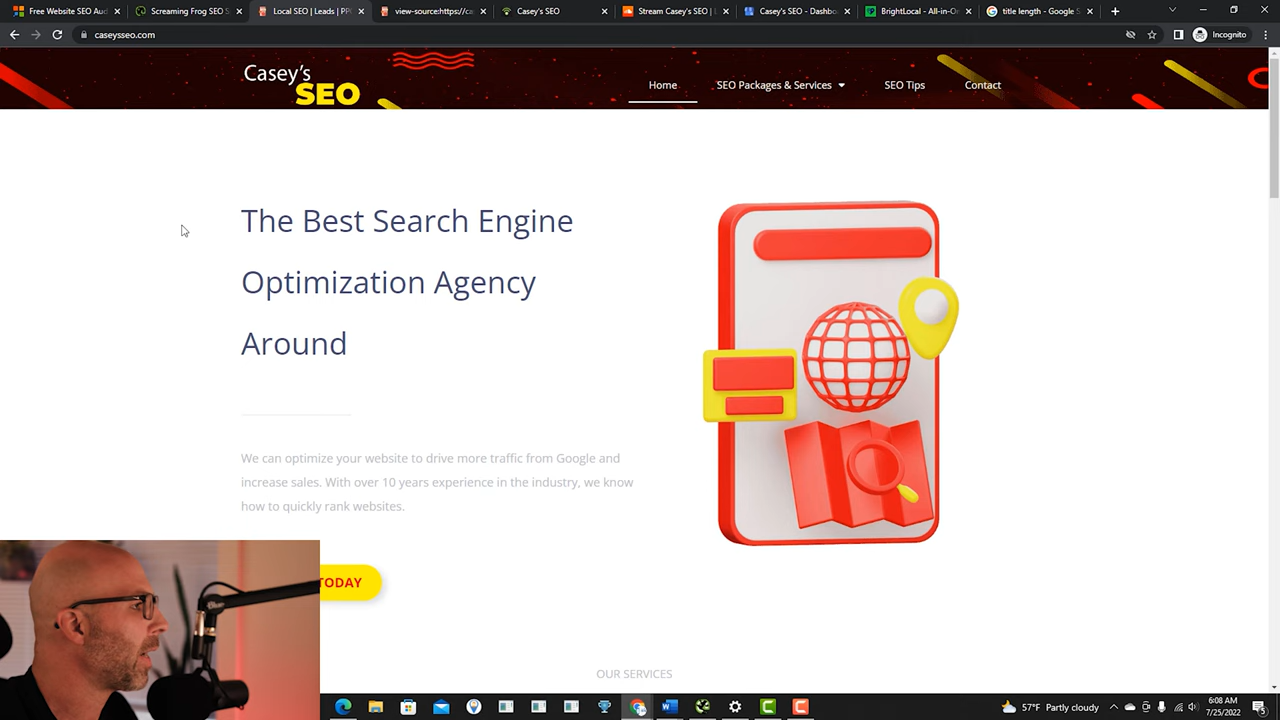 Free Website SEO Aud
Screaming Frog SEO S
Local SEO | Leads | PP
view-source:https://ca
Casey's SEO
Stream Casey's SEO |
Casey's SEO - Dashbo
BrightLocal - All-in-O
title length - Google S
caseysseo.com
Incognito
Casey's
SEO
Home
SEO Packages & Services
SEO Tips
Contact
The Best Search Engine
Optimization Agency
Around
We can optimize your website to drive more traffic from Google and
increase sales. With over 10 years experience in the industry, we know
how to quickly rank websites.
TODAY
OUR SERVICES
57°F Partly cloudy
6:08 AM
7/25/2022